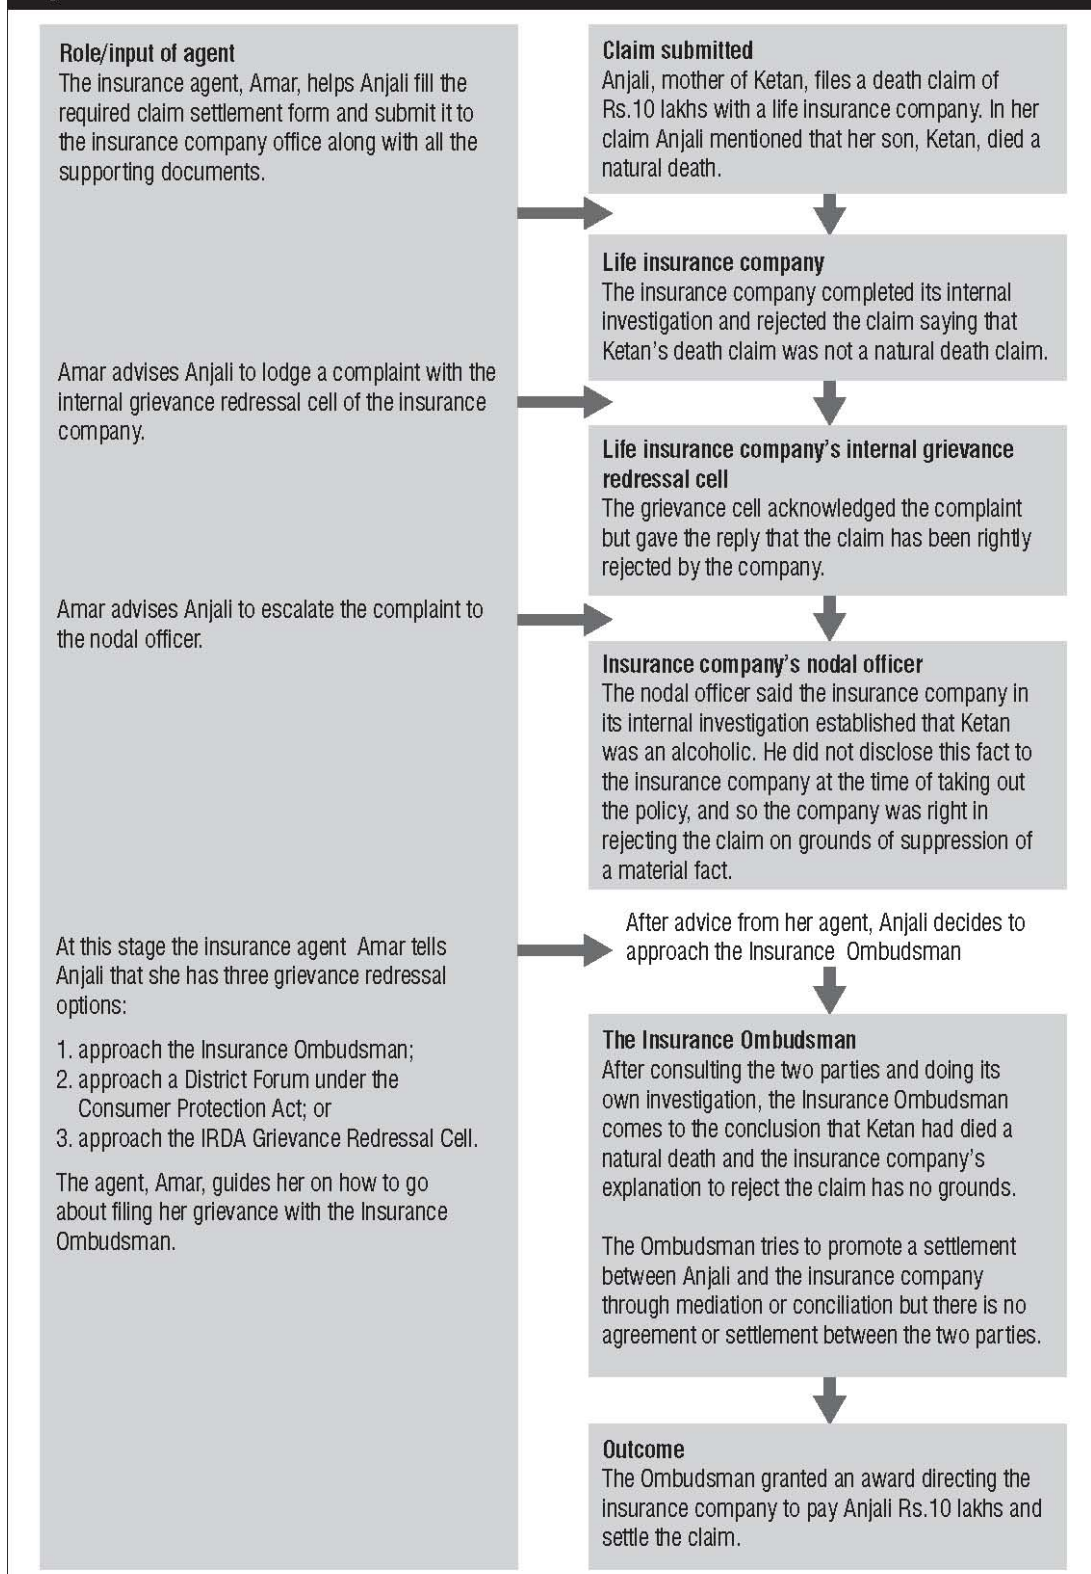 Role/input of agent
The insurance agent, Amar, helps Anjali fill the
required claim settlement form and submit it to
the insurance company office along with all the
supporting documents.
Claim submitted
Anjali, mother of Ketan, files a death claim of
Rs.10 lakhs with a life insurance company. In her
claim Anjali mentioned that her son, Ketan, died a
natural death.
Life insurance company
The insurance company completed its internal
investigation and rejected the claim saying that
Ketan's death claim was not a natural death claim.
Amar advises Anjali to lodge a complaint with the
internal grievance redressal cell of the insurance
company.
Life insurance company's internal grievance
redressal cell
The grievance cell acknowledged the complaint
but gave the reply that the claim has been rightly
rejected by the company.
Amar advises Anjali to escalate the complaint to
the nodal officer.
Insurance company's nodal officer
The nodal officer said the insurance company in
its internal investigation established that Ketan
was an alcoholic. He did not disclose this fact to
the insurance company at the time of taking out
the policy, and so the company was right in
rejecting the claim on grounds of suppression of
a material fact.
At this stage the insurance agent Amar tells
Anjali that she has three grievance redressal
options:
1. approach the Insurance Ombudsman;
2. approach a District Forum under the
Consumer Protection Act; or
3. approach the IRDA Grievance Redressal Cell.
The agent, Amar, guides her on how to go
about filing her grievance with the Insurance
Ombudsman.
After advice from her agent, Anjali decides to
approach the Insurance Ombudsman
The Insurance Ombudsman
After consulting the two parties and doing its
own investigation, the Insurance Ombudsman
comes to the conclusion that Ketan had died a
natural death and the insurance company's
explanation to reject the claim has no grounds.
The Ombudsman tries to promote a settlement
between Anjali and the insurance company
through mediation or conciliation but there is no
agreement or settlement between the two parties.
Outcome
The Ombudsman granted an award directing the
insurance company to pay Anjali Rs.10 lakhs and
settle the claim.